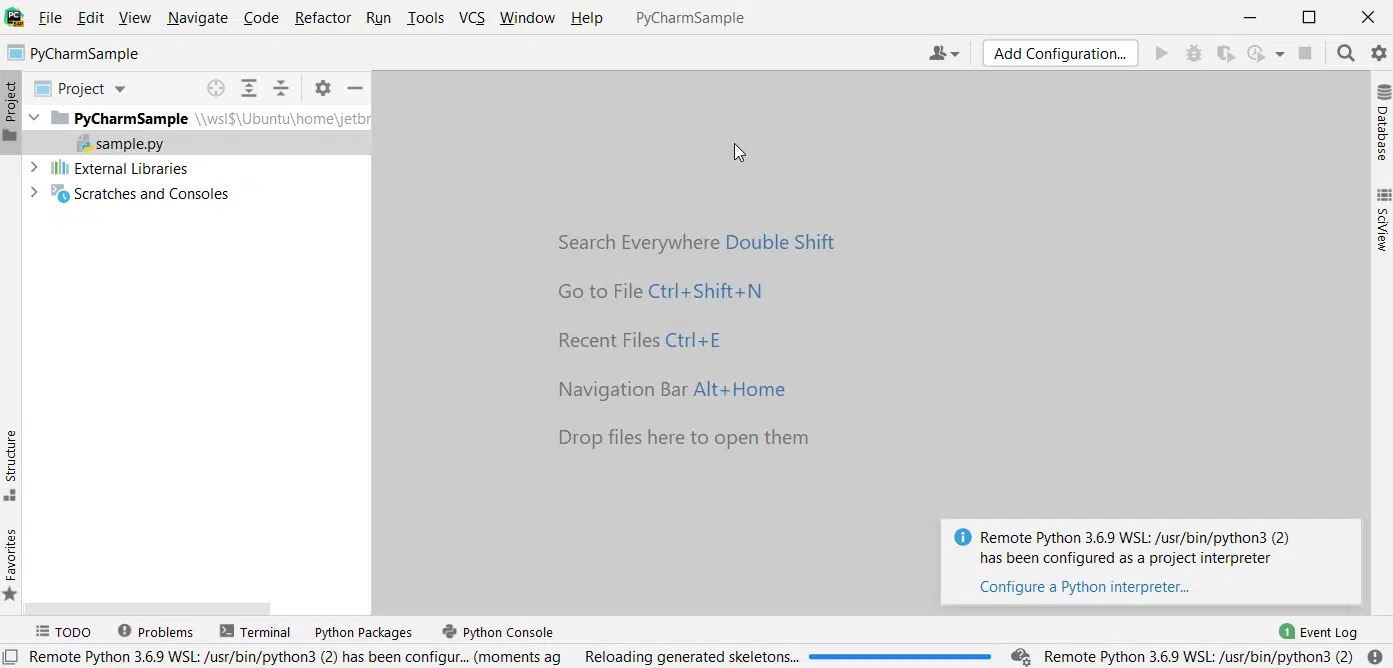 File Edit View Navigate Code Refactor Run Tools VCS Window Help PyCharmSample
PyCharmSample Add Configuration...
Project
Project
PyCharmSample \\wsl$\Ubuntu\home\jetbr
sample.py
External Libraries
Scratches and Consoles
Structure
Favorites
Search Everywhere Double Shift
Go to File Ctrl+Shift+N
Recent Files Ctrl+E
Navigation Bar Alt+Home
Drop files here to open them
Database
SciView
Remote Python 3.6.9 WSL: /usr/bin/python3 (2)
has been configured as a project interpreter
Configure a Python interpreter...
TODO Problems Terminal Python Packages Python Console 1 Event Log
Remote Python 3.6.9 WSL: /usr/bin/python3 (2) has been configur... (moments ag Reloading generated skeletons... Remote Python 3.6.9 WSL: /usr/bin/python3 (2)